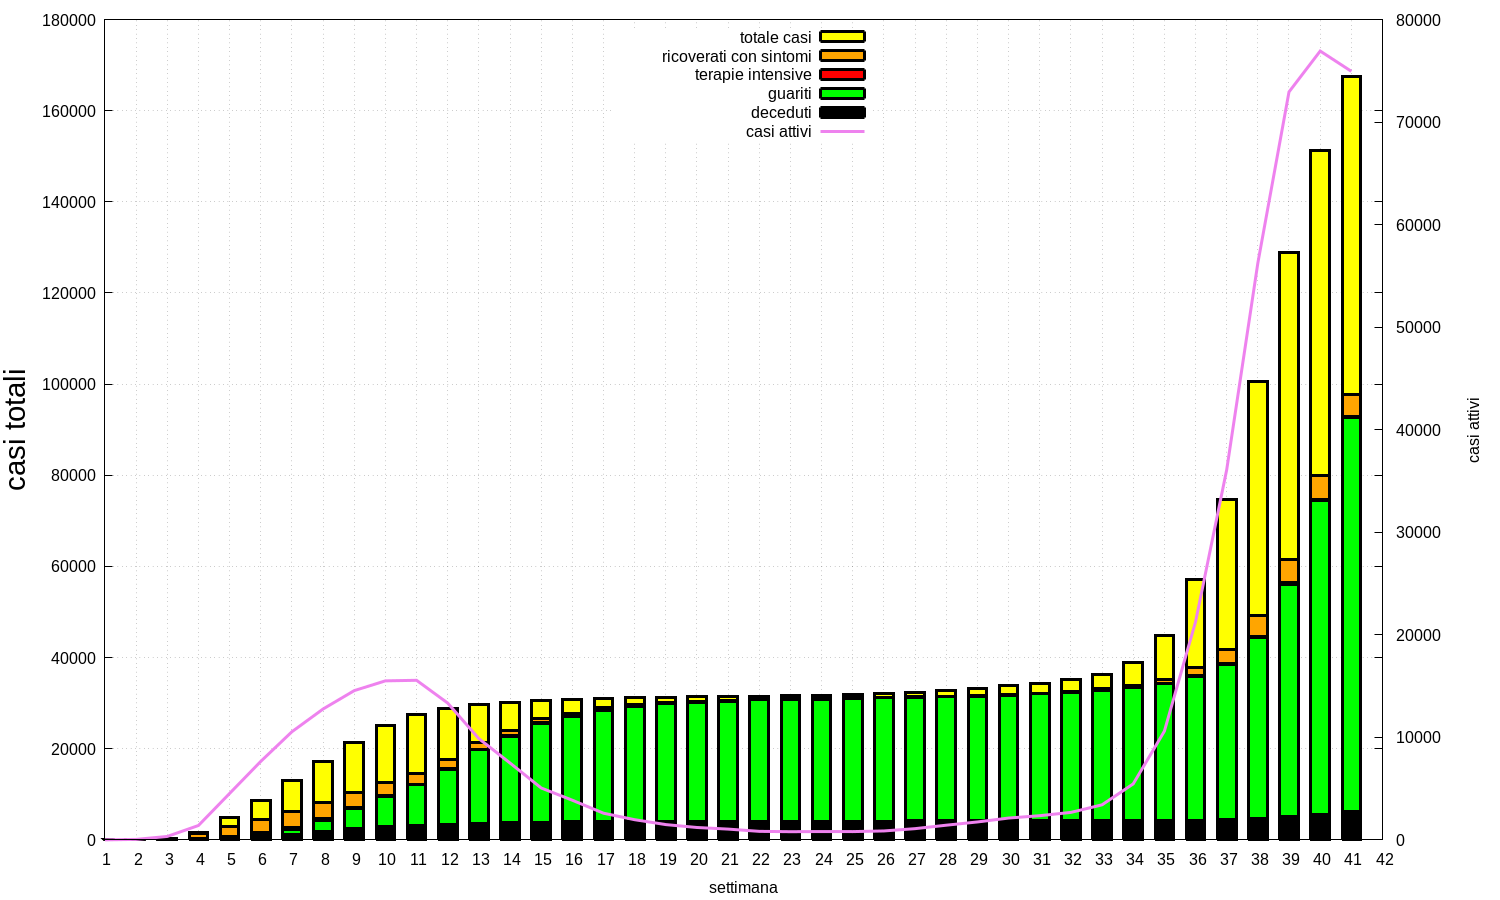 totale casi
ricoverati con sintomi
terapie intensive
guariti
deceduti
casi attivi
casi totali
180000
160000
140000
120000
100000
80000
60000
40000
20000
0
80000
70000
60000
50000
40000
30000
20000
10000
0
casi attivi
1 2 3 4 5 6 7 8 9 10 11 12 13 14 15 16 17 18 19 20 21 22 23 24 25 26 27 28 29 30 31 32 33 34 35 36 37 38 39 40 41 42
settimana